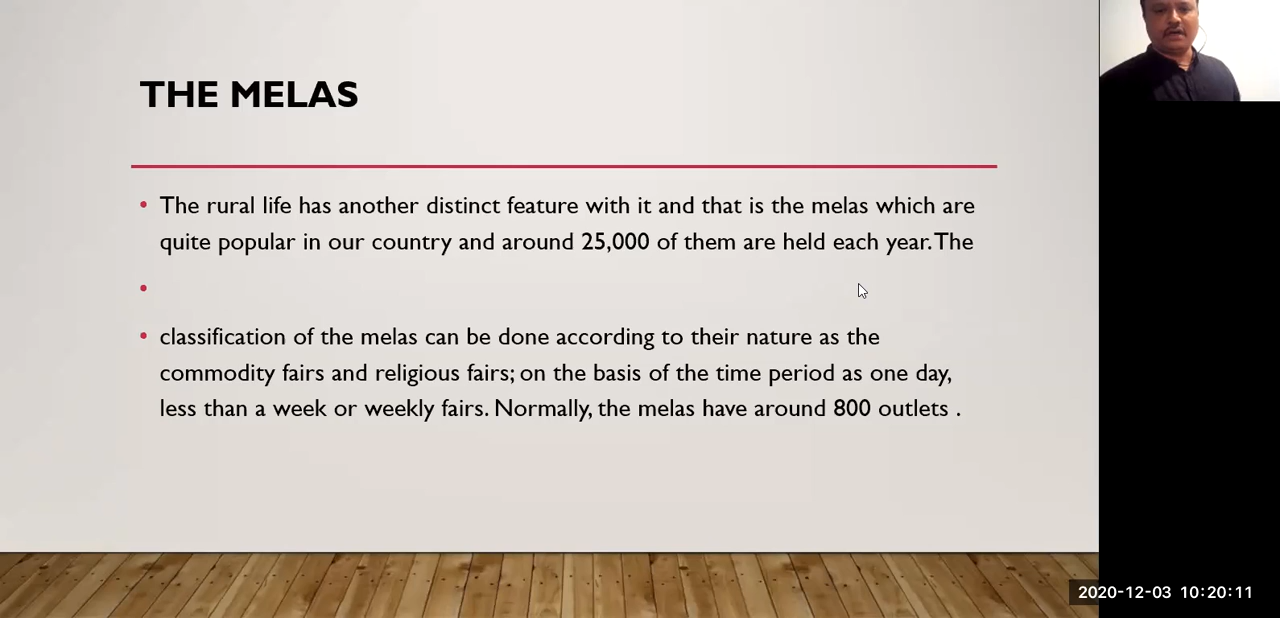 THE MELAS
• The rural life has another distinct feature with it and that is the melas which are
quite popular in our country and around 25,000 of them are held each year. The
•
• classification of the melas can be done according to their nature as the
commodity fairs and religious fairs; on the basis of the time period as one day,
less than a week or weekly fairs. Normally, the melas have around 800 outlets .
2020-12-03 10:20:11